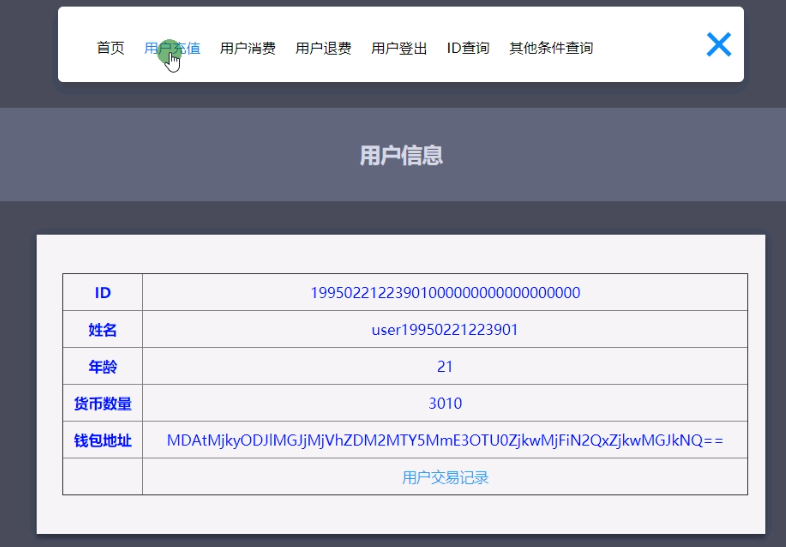 首页 用户充值 用户消费 用户退费 用户登出 ID查询 其他条件查询
用户信息
ID 19950221223901000000000000000000
姓名 user19950221223901
年龄 21
货币数量 3010
钱包地址 MDAtMjkyODJlMGJjMjVhZDM2MTY5MmE3OTU0ZjkwMjFiN2QxZjkwMGJkNQ==
用户交易记录